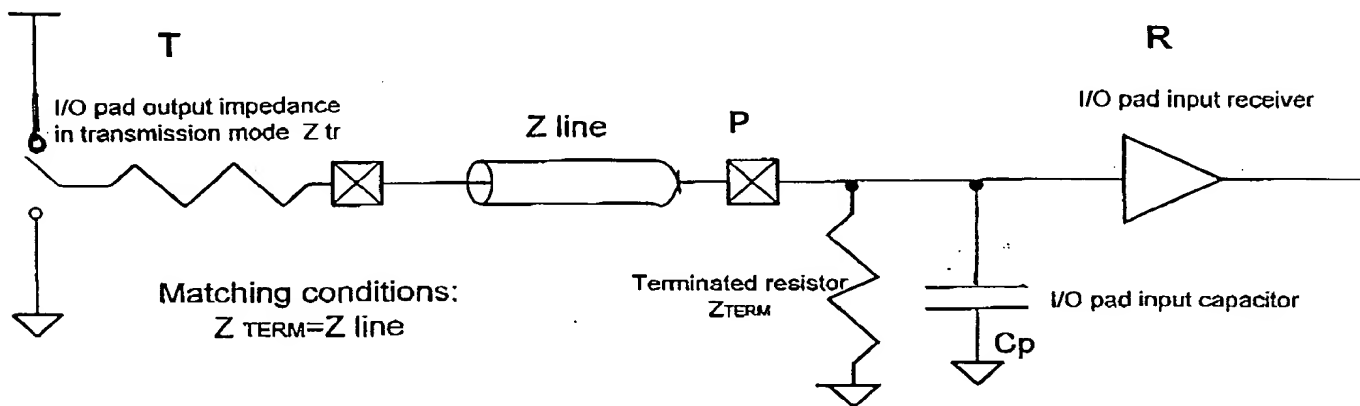 T
I/O pad output impedance
in transmission mode Z tr
Z line
P
R
I/O pad input receiver
Matching conditions:
Z TERM=Z line
Terminated resistor
ZTERM
I/O pad input capacitor
Cp